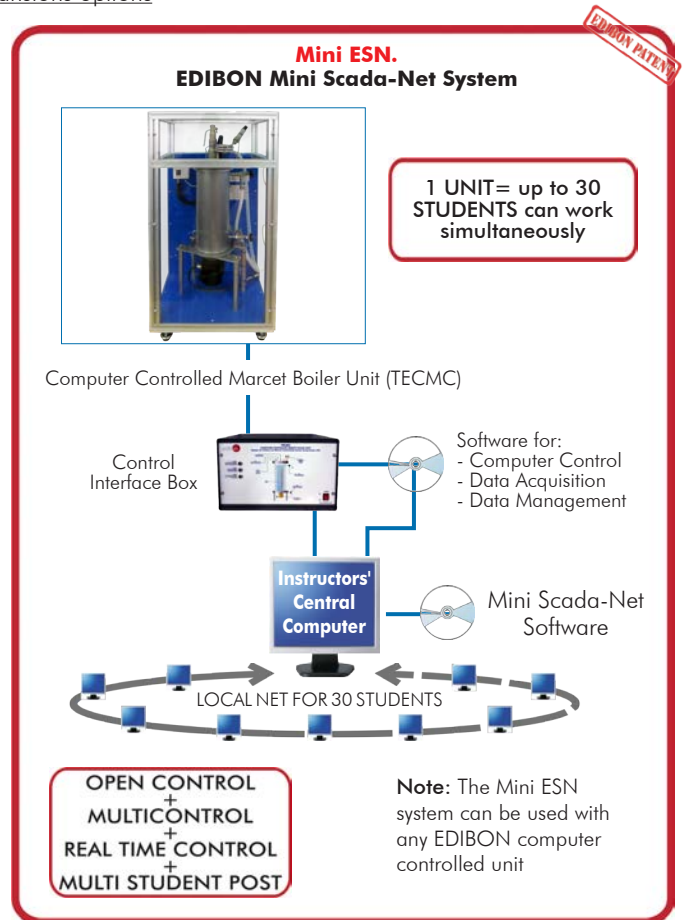 EDIBON PATENT
Mini ESN.
EDIBON Mini Scada-Net System
1 UNIT= up to 30
STUDENTS can work
simultaneously
Computer Controlled Marcet Boiler Unit (TECMC)
Control
Interface Box
Software for:
- Computer Control
- Data Acquisition
- Data Management
Instructors'
Central
Computer
Mini Scada-Net
Software
LOCAL NET FOR 30 STUDENTS
OPEN CONTROL
+
MULTICONTROL
+
REAL TIME CONTROL
+
MULTI STUDENT POST
Note: The Mini ESN
system can be used with
any EDIBON computer
controlled unit